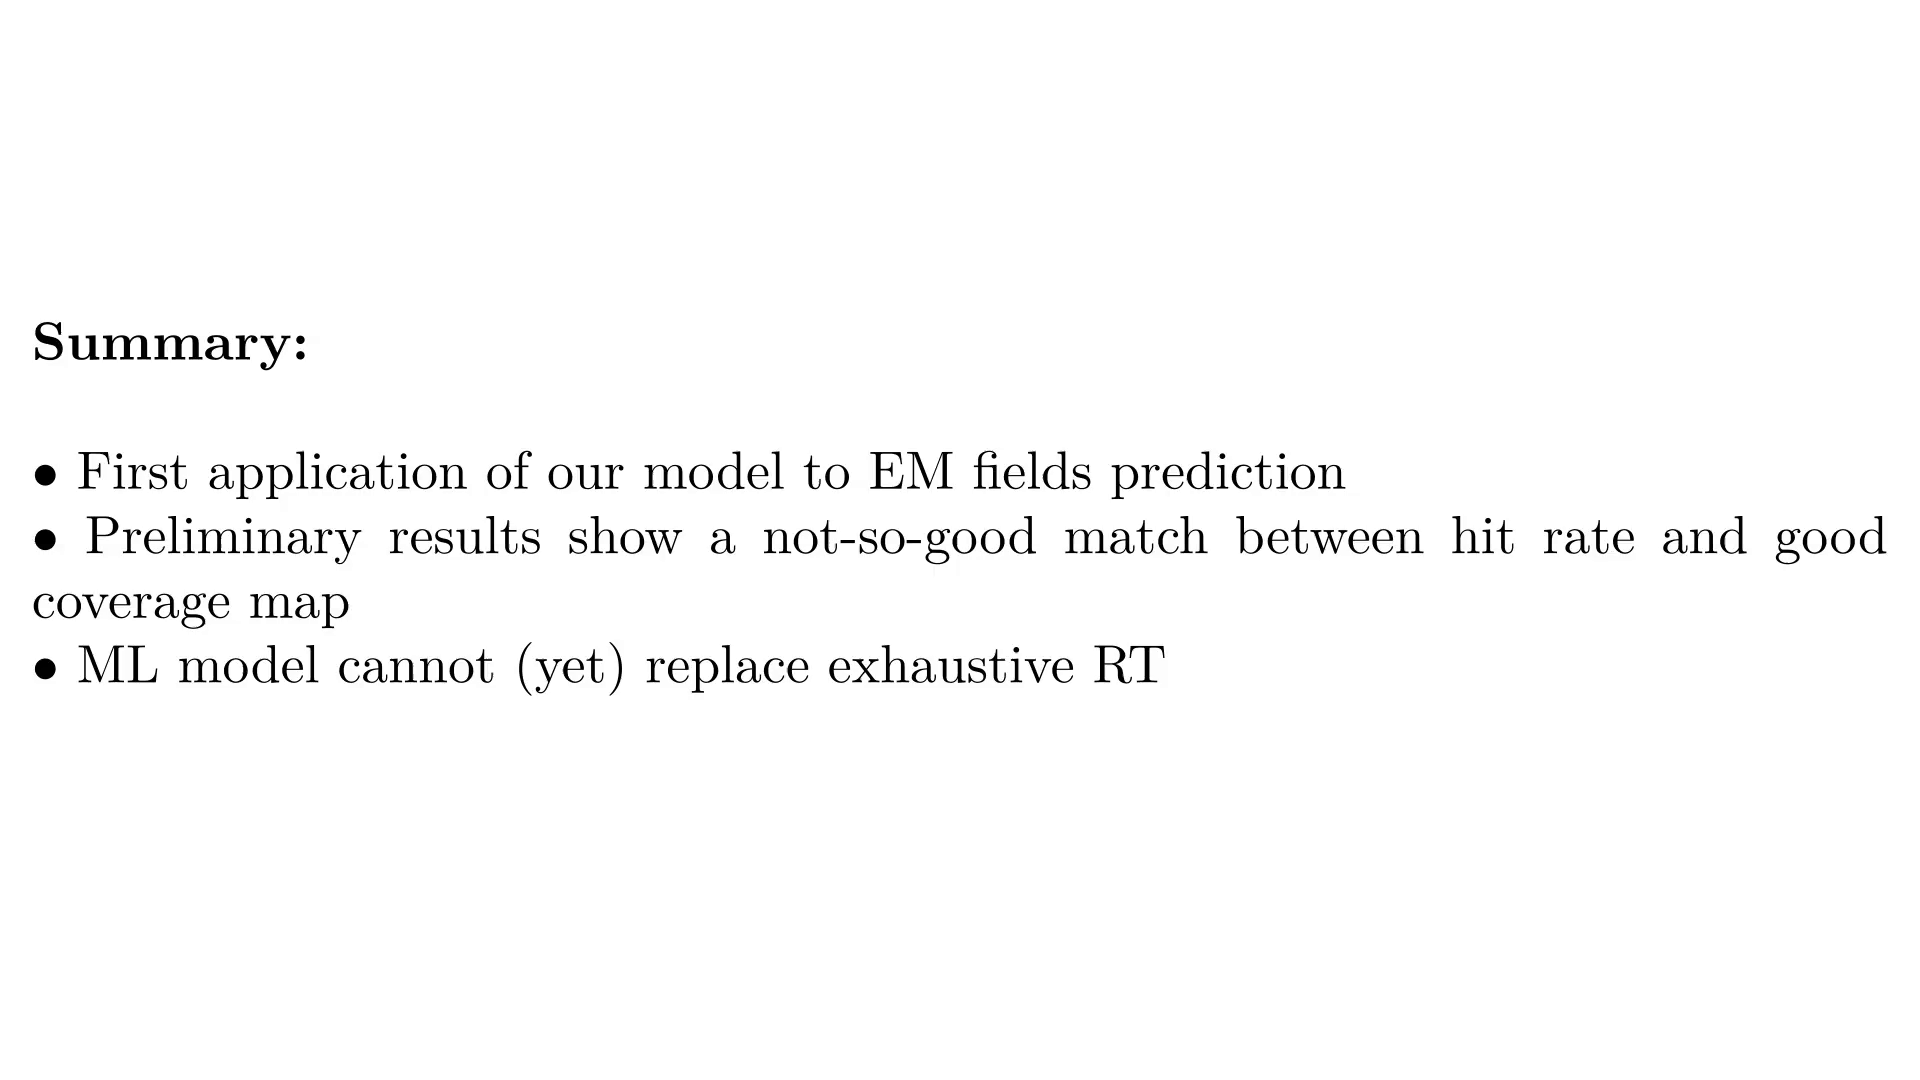 Summary:
• First application of our model to EM fields prediction
• Preliminary results show a not-so-good match between hit rate and good
coverage map
• ML model cannot (yet) replace exhaustive RT